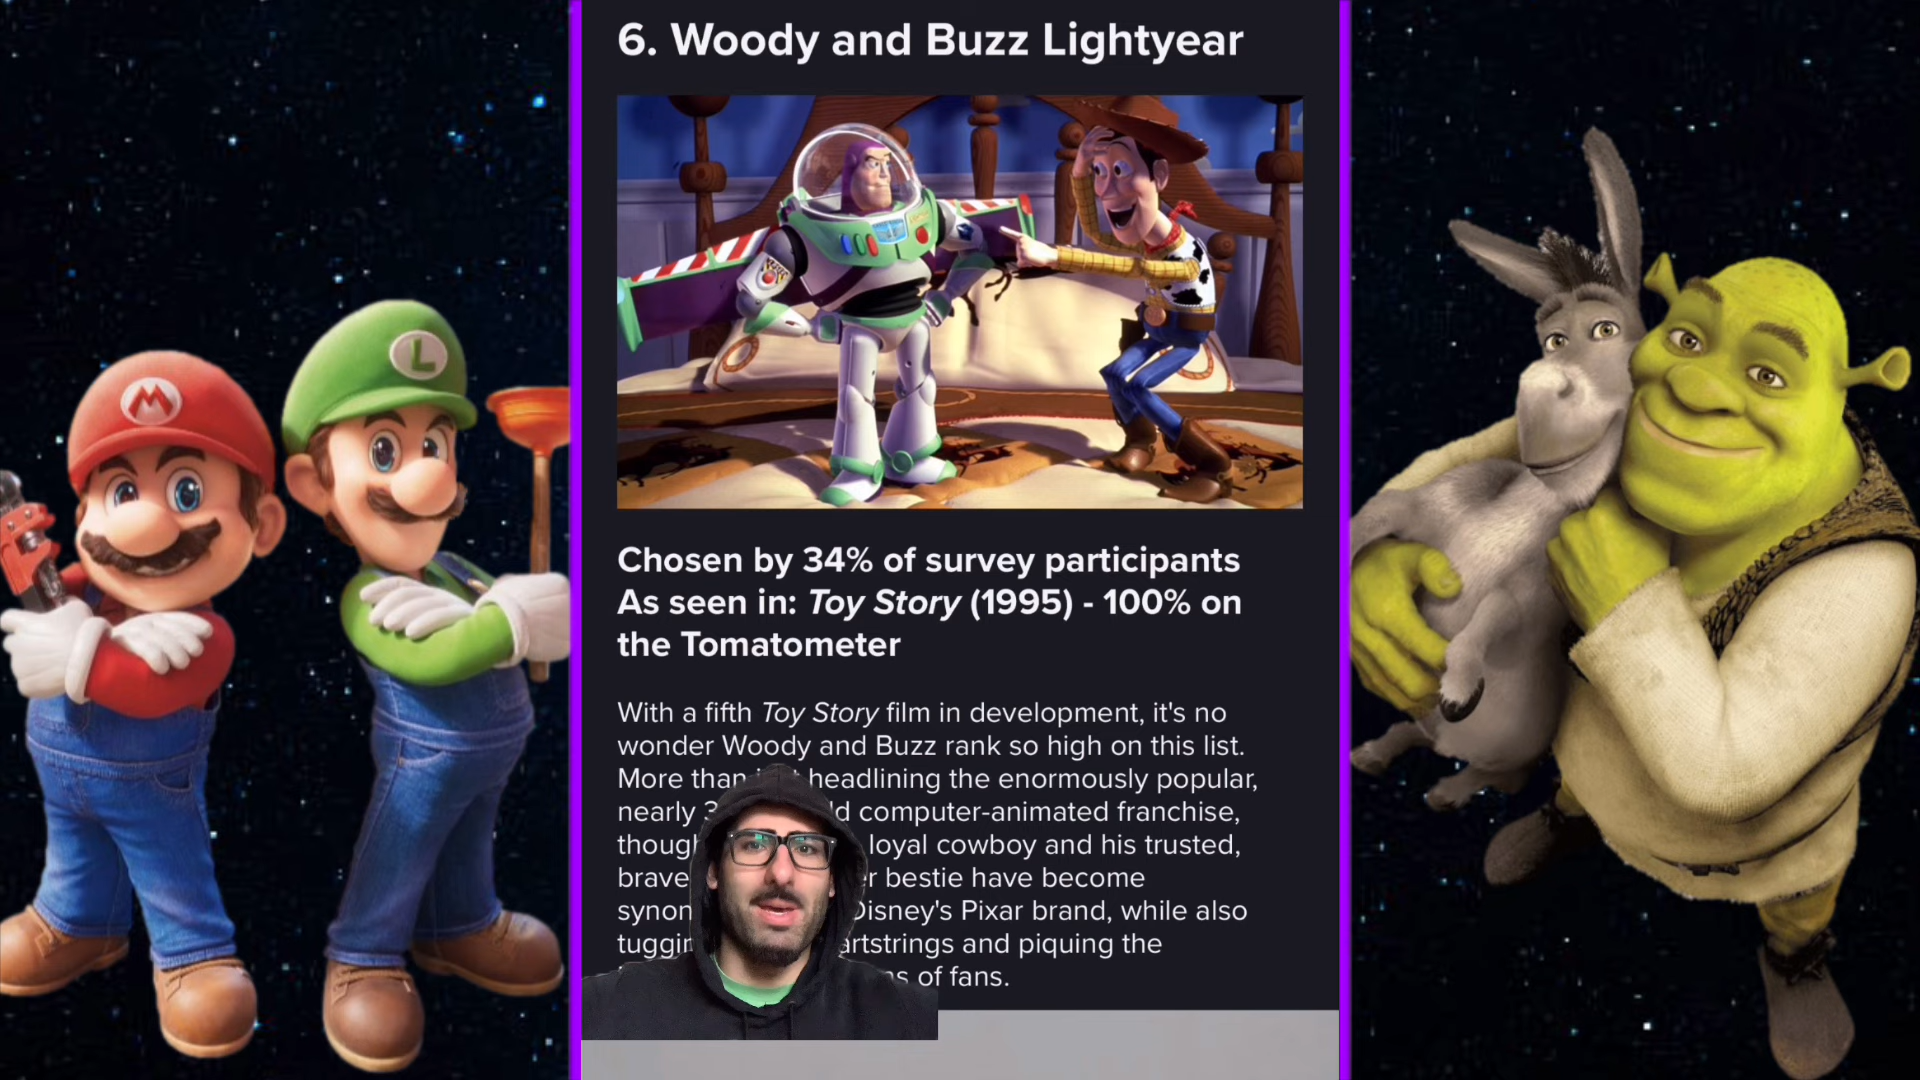 6. Woody and Buzz Lightyear
M
L
Chosen by 34% of survey participants
As seen in: Toy Story (1995) - 100% on
the Tomatometer
With a fifth Toy Story film in development, it's no
wonder Woody and Buzz rank so high on this list.
More than headlining the enormously popular,
nearly computer-animated franchise,
loyal cowboy and his trusted,
brave bestie have become
Disney's Pixar brand, while also
and piquing the
of fans.